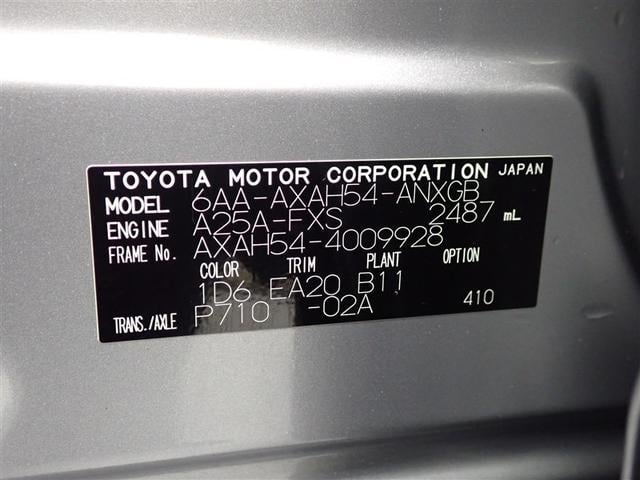 TOYOTA MOTOR CORPORATION JAPAN
MODEL 6AA-AXAH54-ANXGB
ENGINE A25A-FXS 2487 mL
FRAME No. AXAH54-4009928
COLOR TRIM PLANT OPTION
1D6 EA20 B11
TRANS./AXLE P710 -02A 410